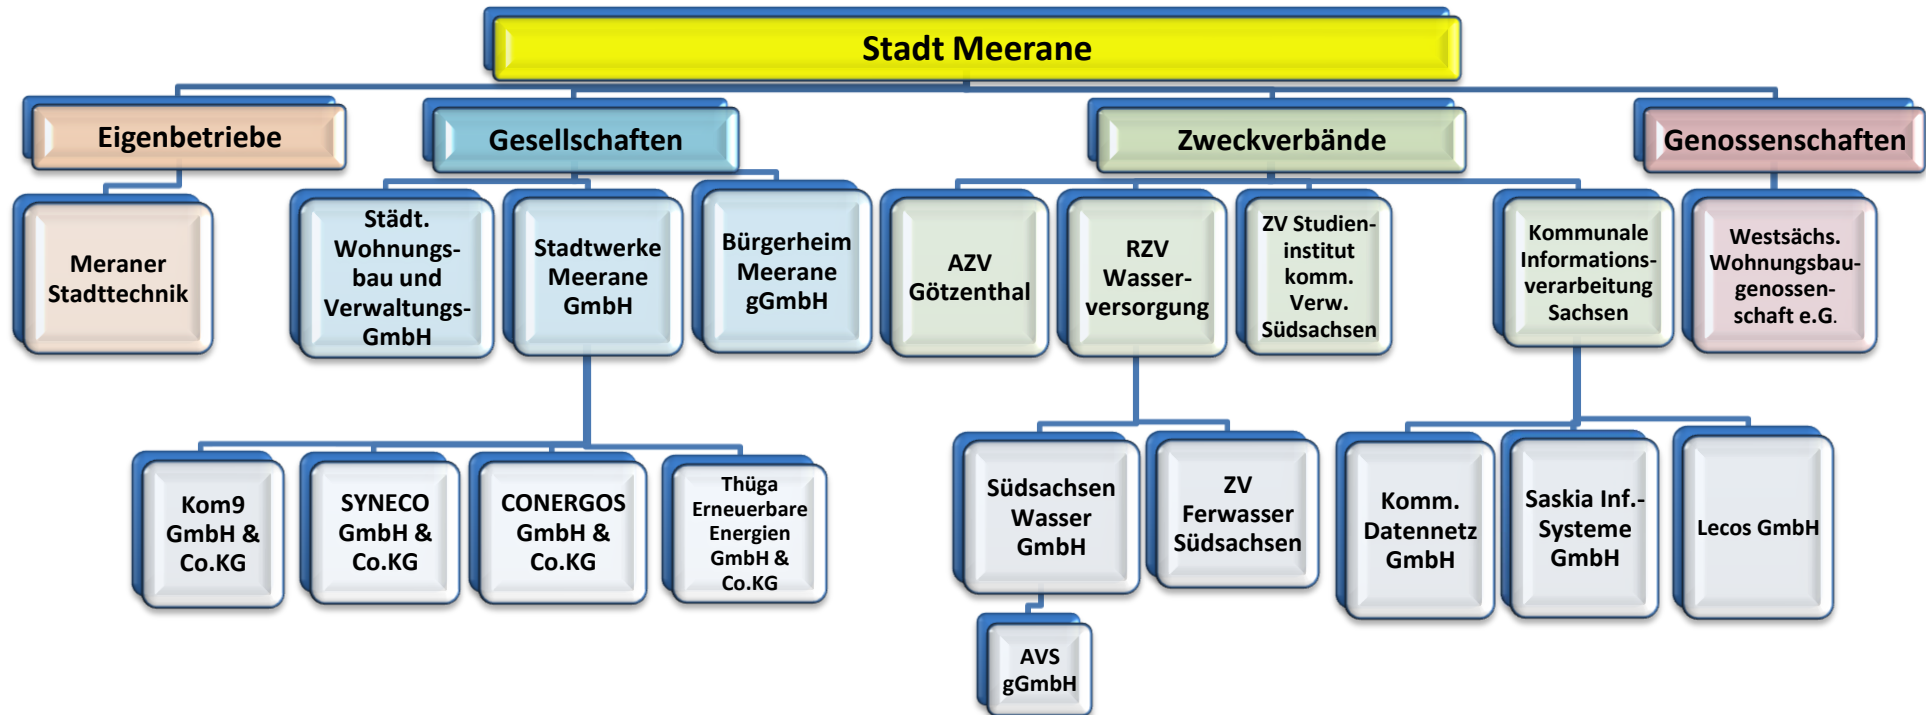 Stadt Meerane
Eigenbetriebe
Gesellschaften
Zweckverbände
Genossenschaften
Meraner
Stadttechnik
Städt.
Wohnungs-
bau und
Verwaltungs-
GmbH
Stadtwerke
Meerane
GmbH
Bürgerheim
Meerane
gGmbH
AZV
Götzenthal
RZV
Wasser-
versorgung
ZV Studien-
institut
komm.
Verw.
Südsachsen
Kommunale
Informations-
verarbeitung
Sachsen
Westsächs.
Wohnungsbau-
genossen-
schaft e.G.
Kom9
GmbH &
Co.KG
SYNECO
GmbH &
Co.KG
CONERGOS
GmbH &
Co.KG
Thüga
Erneuerbare
Energien
GmbH &
Co.KG
Südsachsen
Wasser
GmbH
ZV
Ferwasser
Südsachsen
Komm.
Datennetz
GmbH
Saskia Inf.-
Systeme
GmbH
Lecos GmbH
AVS
gGmbH